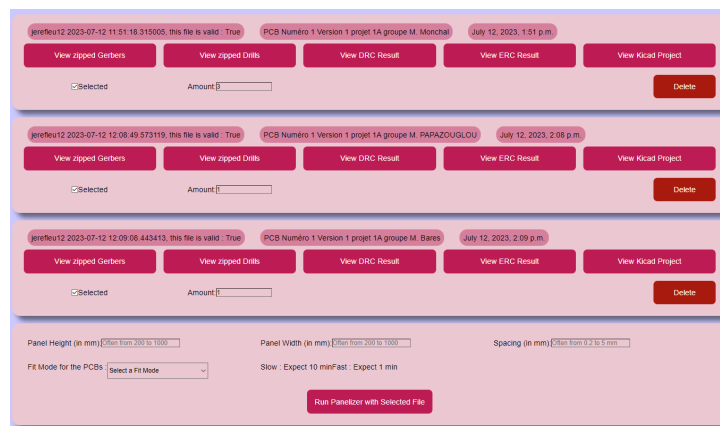 jerefleu12 2023-07-12 11:51:18.315005, this file is valid : True PCB Numéro 1 Version 1 projet 1A groupe M. Monchal July 12, 2023, 1:51 p.m.
View zipped Gerbers View zipped Drills View DRC Result View ERC Result View Kicad Project
Selected Amount: 3 Delete
jerefleu12 2023-07-12 12:08:49.573119, this file is valid : True PCB Numéro 1 Version 1 projet 1A groupe M. PAPAZOUGLOU July 12, 2023, 2:08 p.m.
View zipped Gerbers View zipped Drills View DRC Result View ERC Result View Kicad Project
Selected Amount: 1 Delete
jerefleu12 2023-07-12 12:09:08.443413, this file is valid : True PCB Numéro 1 Version 1 projet 1A groupe M. Bares July 12, 2023, 2:09 p.m.
View zipped Gerbers View zipped Drills View DRC Result View ERC Result View Kicad Project
Selected Amount: 1 Delete
Panel Height (in mm): Often from 200 to 1000 Panel Width (in mm): Often from 200 to 1000 Spacing (in mm): Often from 0.2 to 5 mm
Fit Mode for the PCBs : Select a Fit Mode Slow : Expect 10 minFast : Expect 1 min
Run Panelizer with Selected File